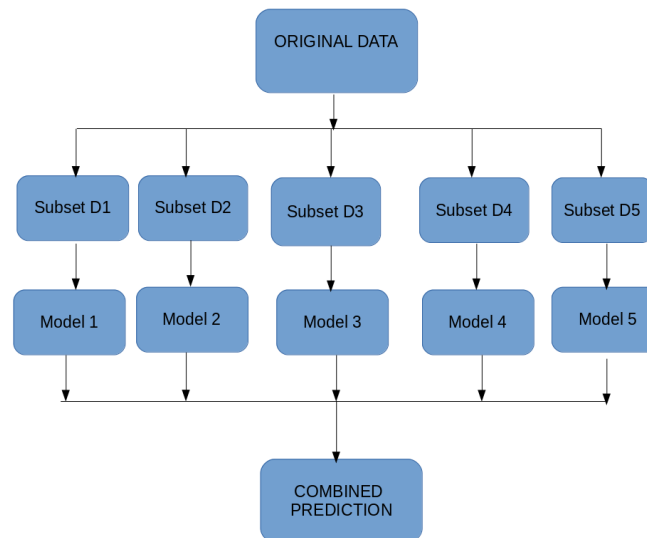 ORIGINAL DATA
Subset D1
Subset D2
Subset D3
Subset D4
Subset D5
Model 1
Model 2
Model 3
Model 4
Model 5
COMBINED
PREDICTION